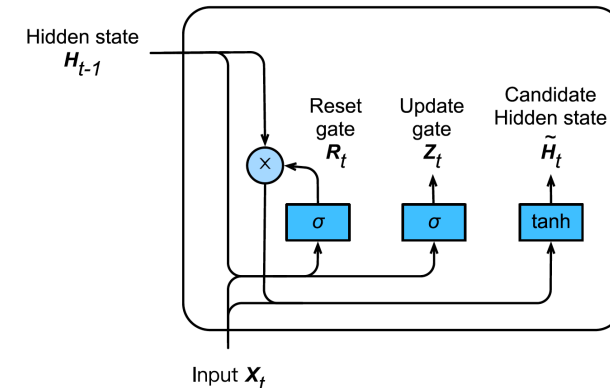 Hidden state
H_{t-1}
Reset
gate
R_t
Update
gate
Z_t
Candidate
Hidden state
H̃_t
×
σ
σ
tanh
Input X_t